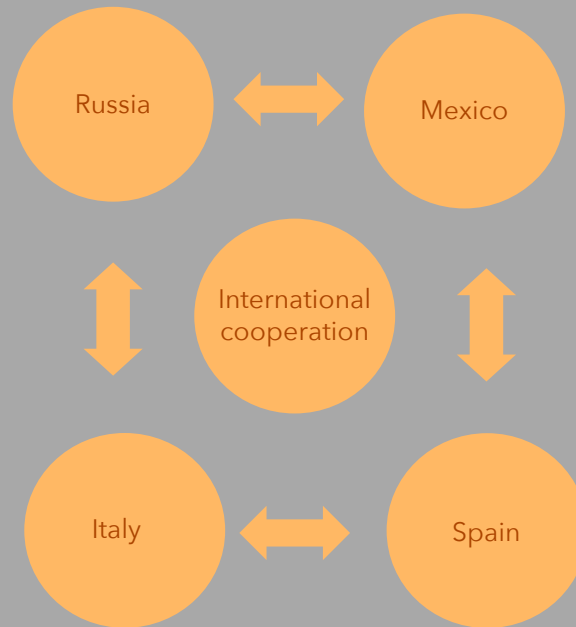 Russia
Mexico
International
cooperation
Italy
Spain